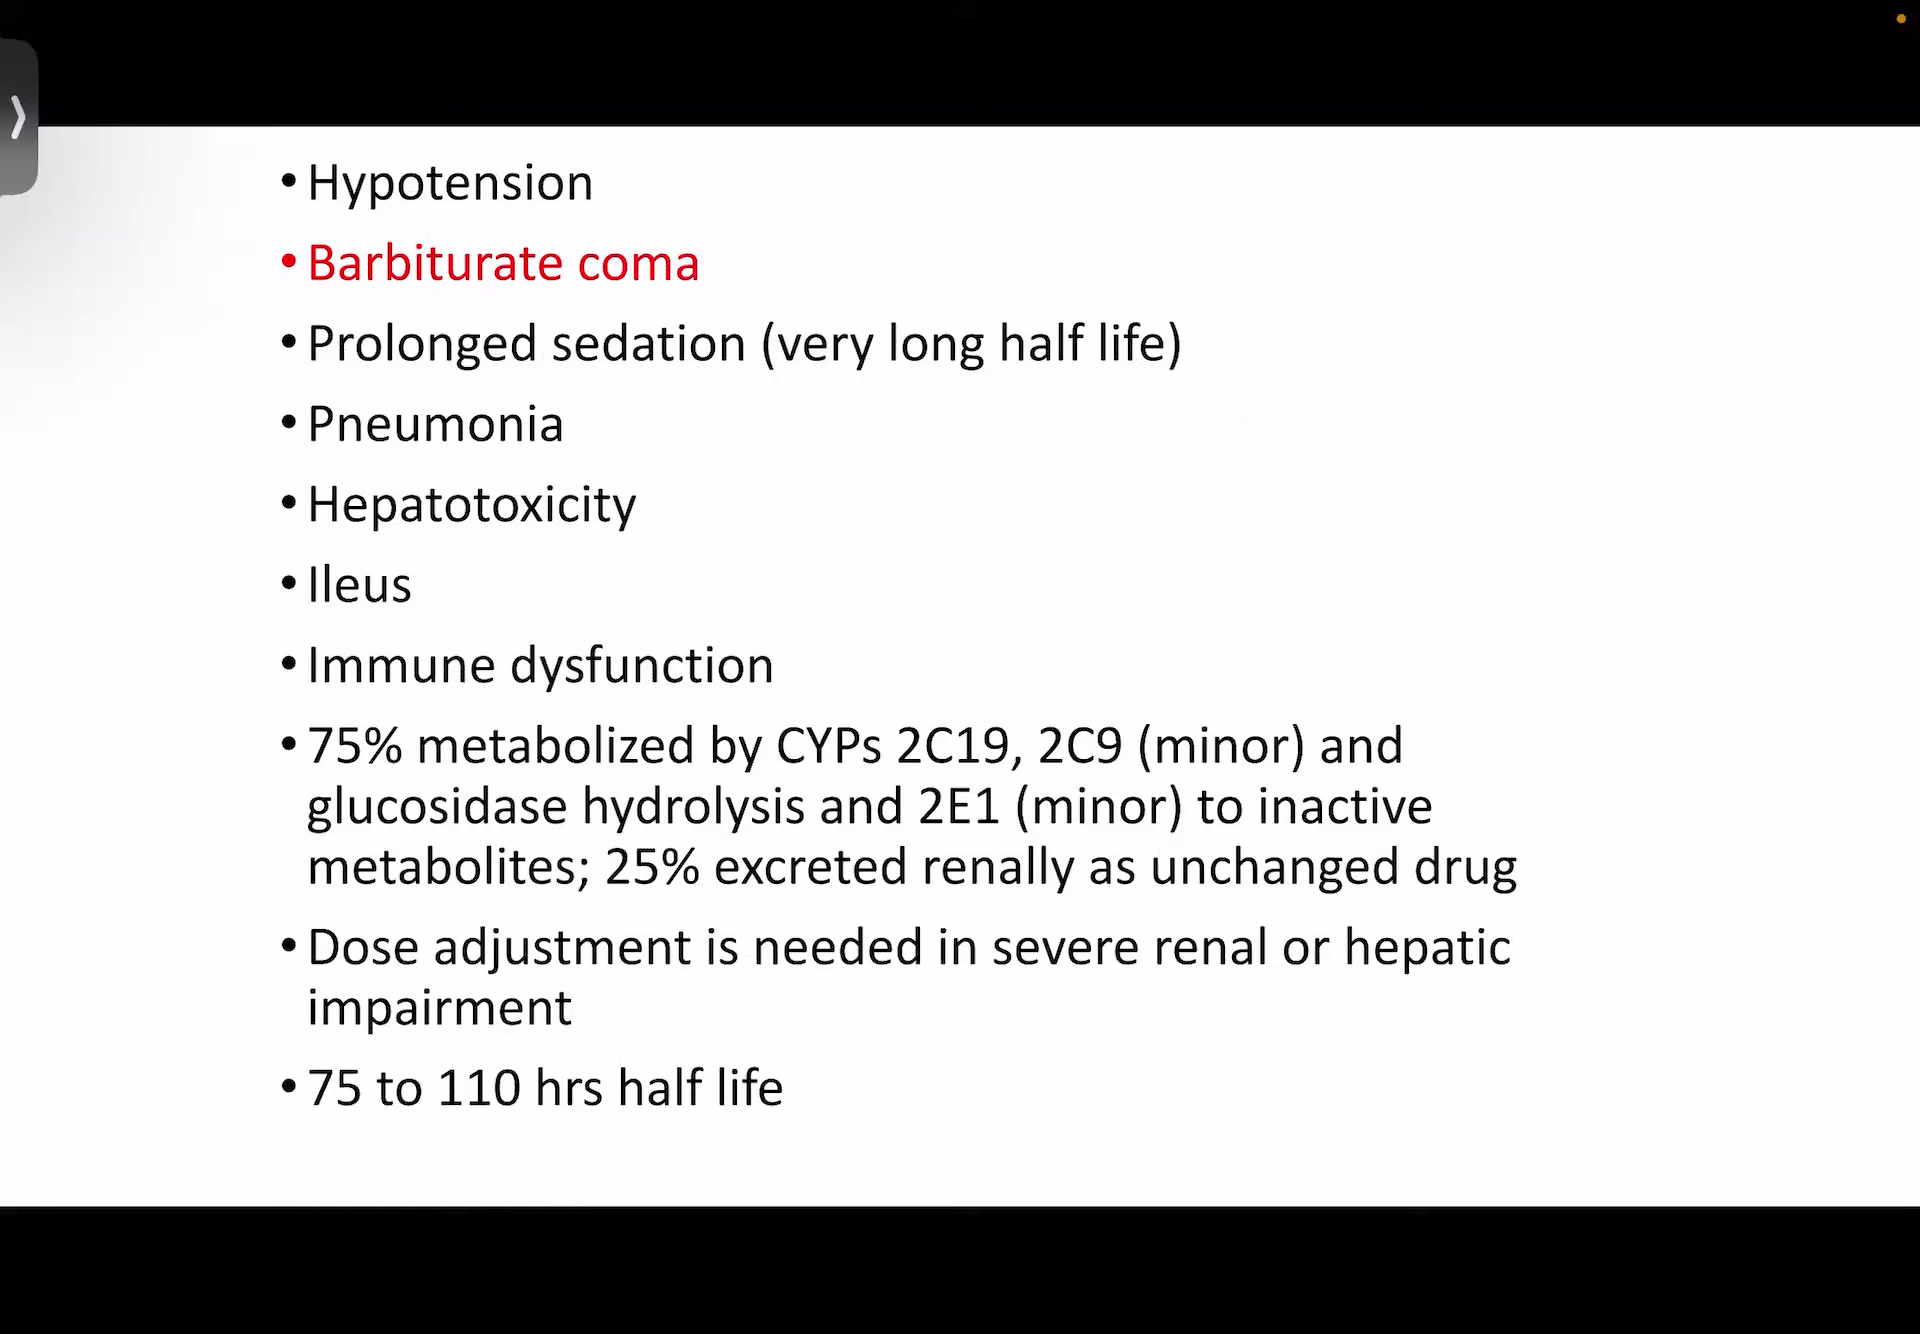 • Hypotension
• Barbiturate coma
• Prolonged sedation (very long half life)
• Pneumonia
• Hepatotoxicity
• Ileus
• Immune dysfunction
• 75% metabolized by CYPs 2C19, 2C9 (minor) and
glucosidase hydrolysis and 2E1 (minor) to inactive
metabolites; 25% excreted renally as unchanged drug
• Dose adjustment is needed in severe renal or hepatic
impairment
• 75 to 110 hrs half life